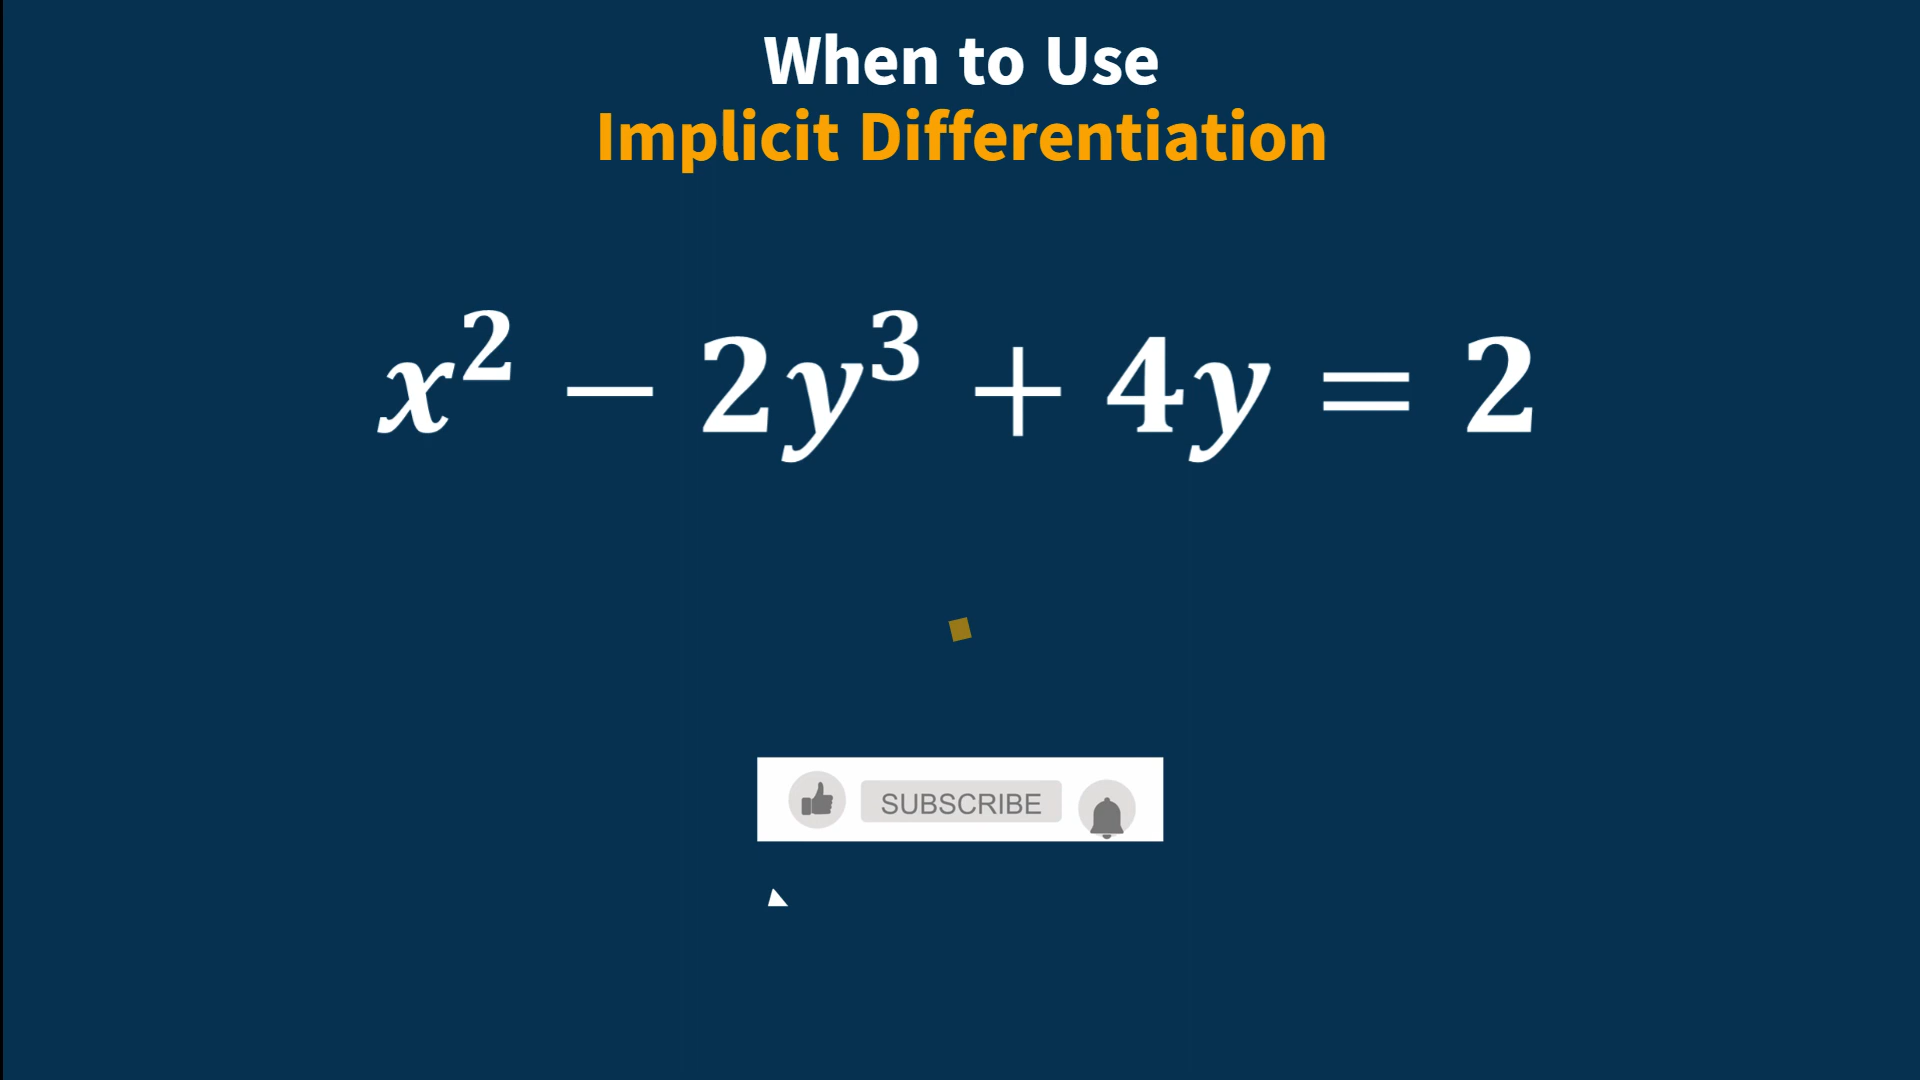 When to Use
Implicit Differentiation
x² − 2y³ + 4y = 2
SUBSCRIBE